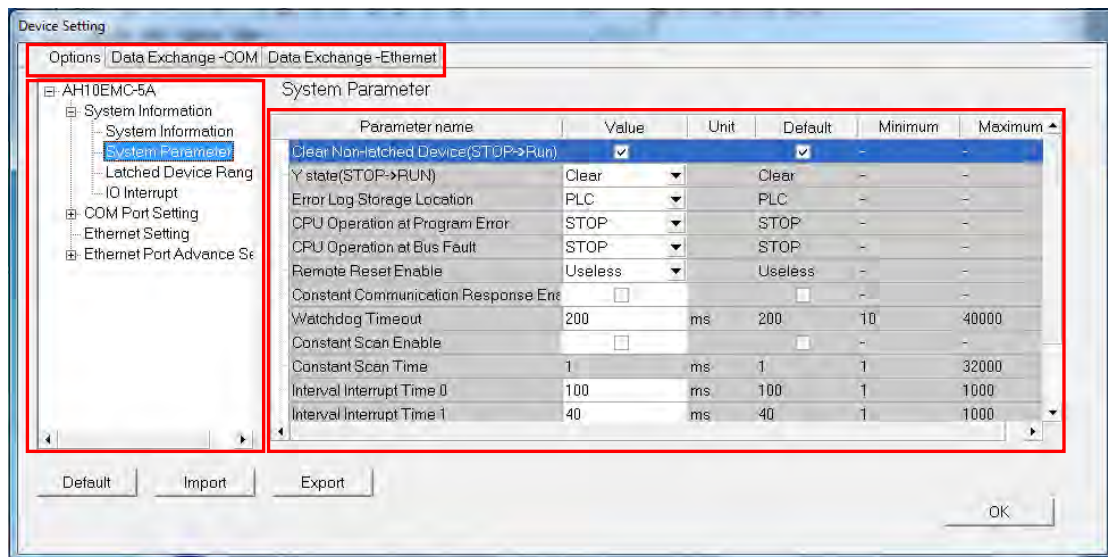 Device Setting
Options Data Exchange -COM Data Exchange -Ethernet
AH10EMC-5A
System Information
System Information
System Parameter
Latched Device Rang
IO Interrupt
COM Port Setting
Ethernet Setting
Ethernet Port Advance Se
System Parameter
Parameter name Value Unit Default Minimum Maximum
Clear Non-latched Device(STOP->Run) - -
Y state(STOP->RUN) Clear Clear - -
Error Log Storage Location PLC PLC - -
CPU Operation at Program Error STOP STOP - -
CPU Operation at Bus Fault STOP STOP - -
Remote Reset Enable Useless Useless - -
Constant Communication Response Ena - -
Watchdog Timeout 200 ms 200 10 40000
Constant Scan Enable - -
Constant Scan Time 1 ms 1 1 32000
Interval Interrupt Time 0 100 ms 100 1 1000
Interval Interrupt Time 1 40 ms 40 1 1000
Default Import Export
OK